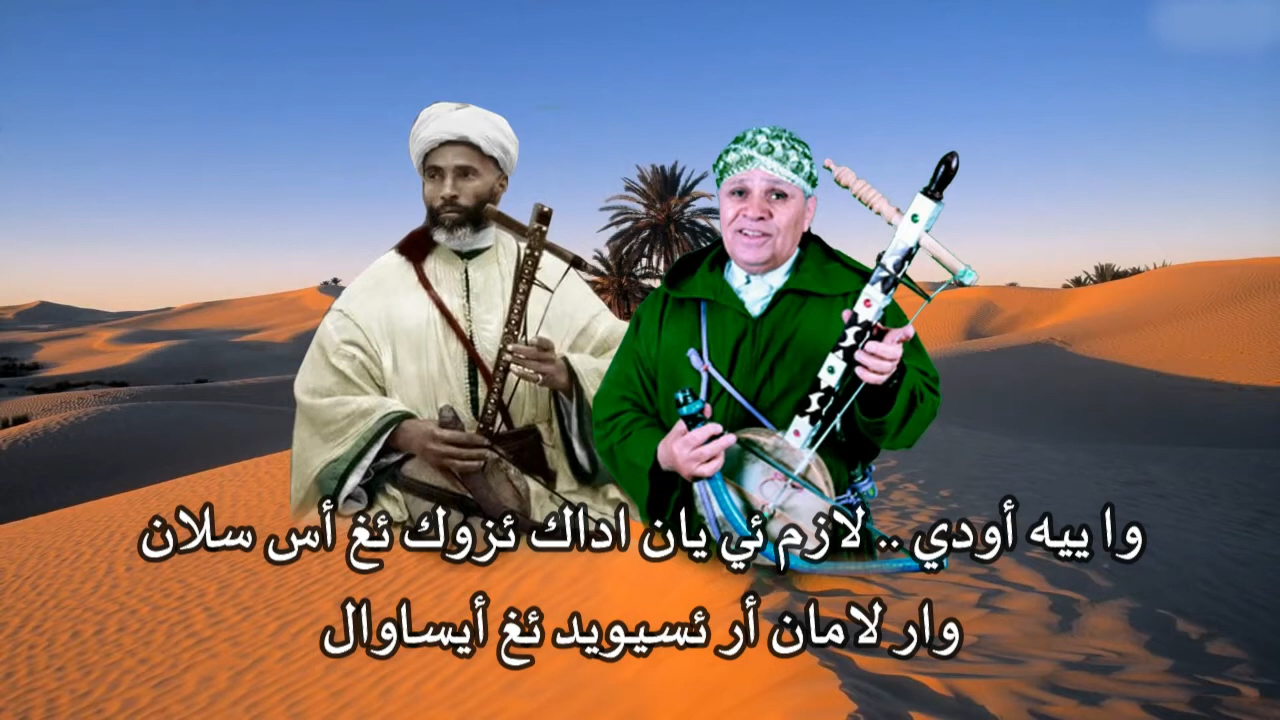 وا ييه أودي .. لازم ئي يان اداك ئزوك ئغ أس سلان
وار لامان أر ئسيويد ئغ أيساوال